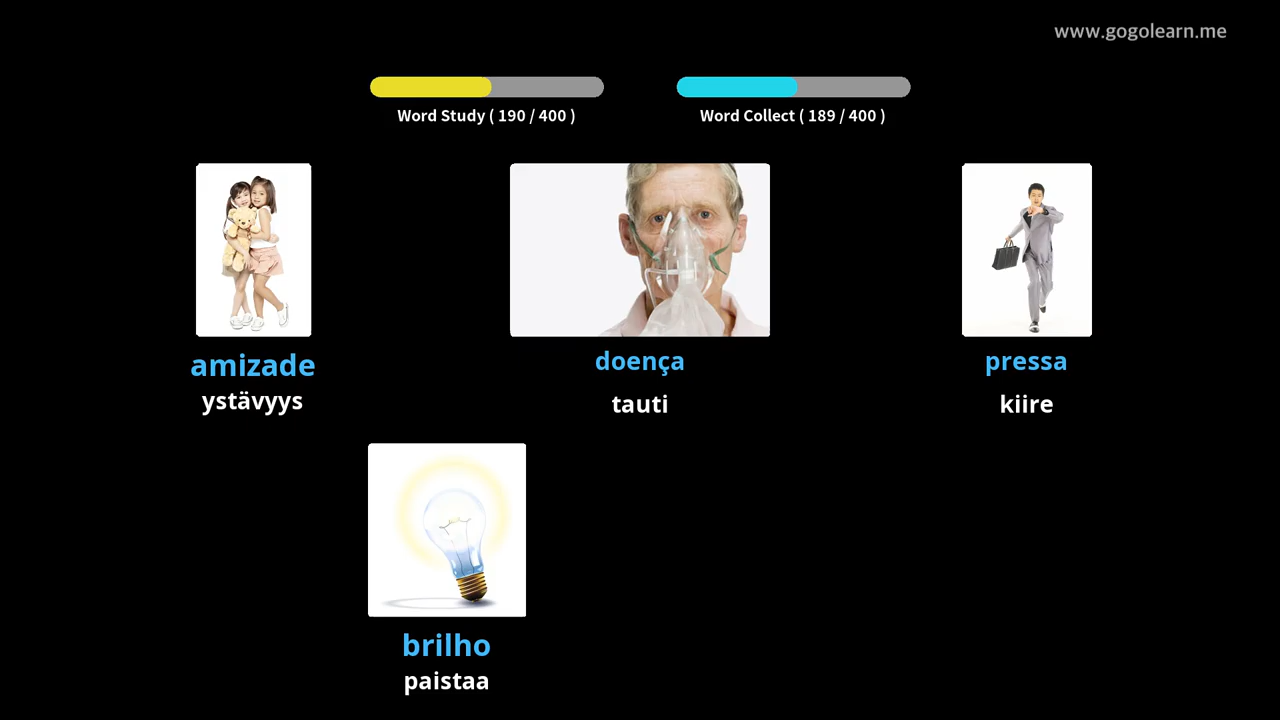 www.gogolearn.me
Word Study ( 190 / 400 )
Word Collect ( 189 / 400 )
amizade
ystävyys
doença
tauti
pressa
kiire
brilho
paistaa